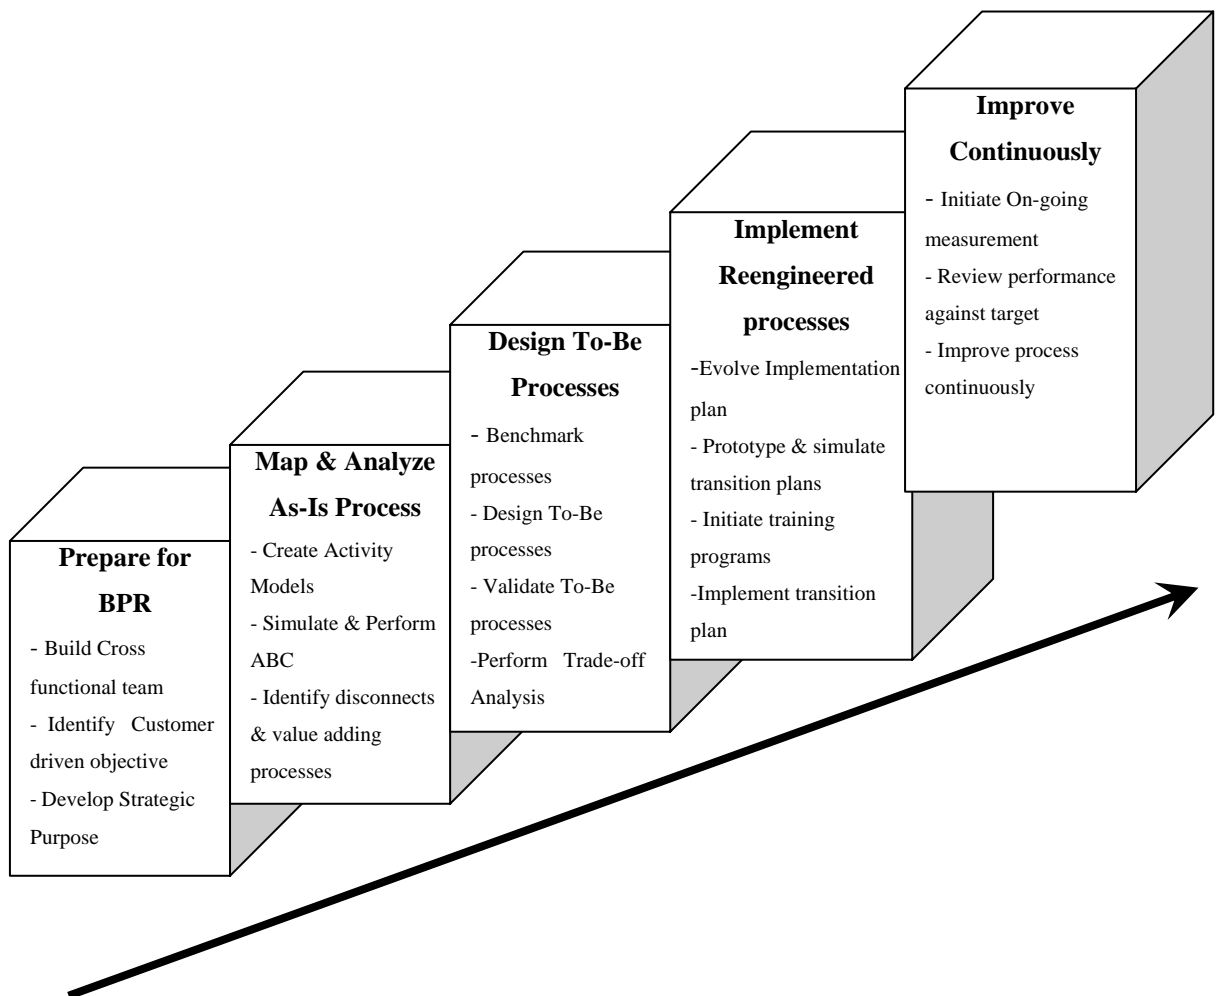 Prepare for
BPR
- Build Cross
functional team
- Identify Customer
driven objective
- Develop Strategic
Purpose
Map & Analyze
As-Is Process
- Create Activity
Models
- Simulate & Perform
ABC
- Identify disconnects
& value adding
processes
Design To-Be
Processes
- Benchmark
processes
- Design To-Be
processes
- Validate To-Be
processes
-Perform Trade-off
Analysis
Implement
Reengineered
processes
-Evolve Implementation
plan
- Prototype & simulate
transition plans
- Initiate training
programs
-Implement transition
plan
Improve
Continuously
- Initiate On-going
measurement
- Review performance
against target
- Improve process
continuously